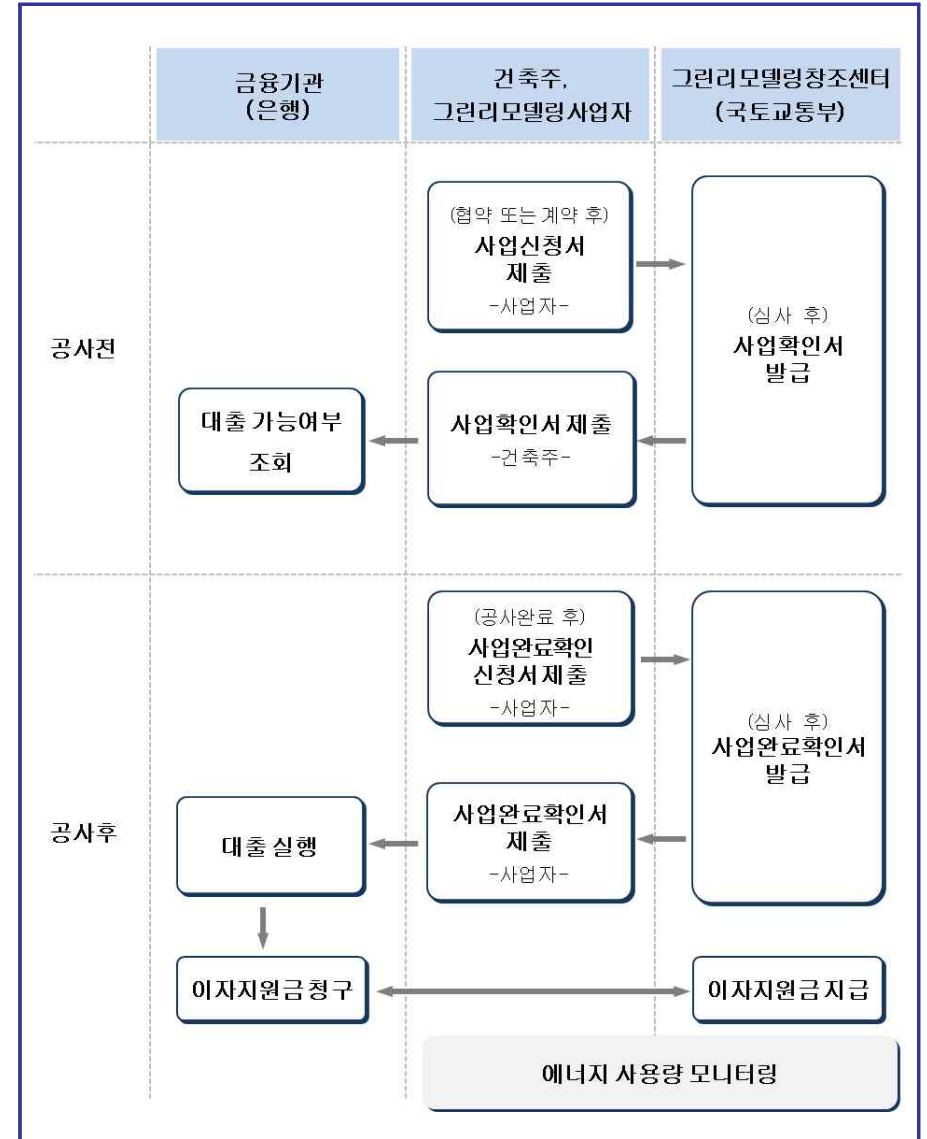 금융기관
(은행)
건축주,
그린리모델링사업자
그린리모델링창조센터
(국토교통부)
공사전
(협약 또는 계약 후)
사업신청서
제출
-사업자-
(심사 후)
사업확인서
발급
사업확인서 제출
-건축주-
대출 가능여부
조회
공사후
(공사완료 후)
사업완료확인
신청서 제출
-사업자-
(심사 후)
사업완료확인서
발급
사업완료확인서
제출
-사업자-
대출 실행
이자지원금 청구
이자지원금 지급
에너지 사용량 모니터링